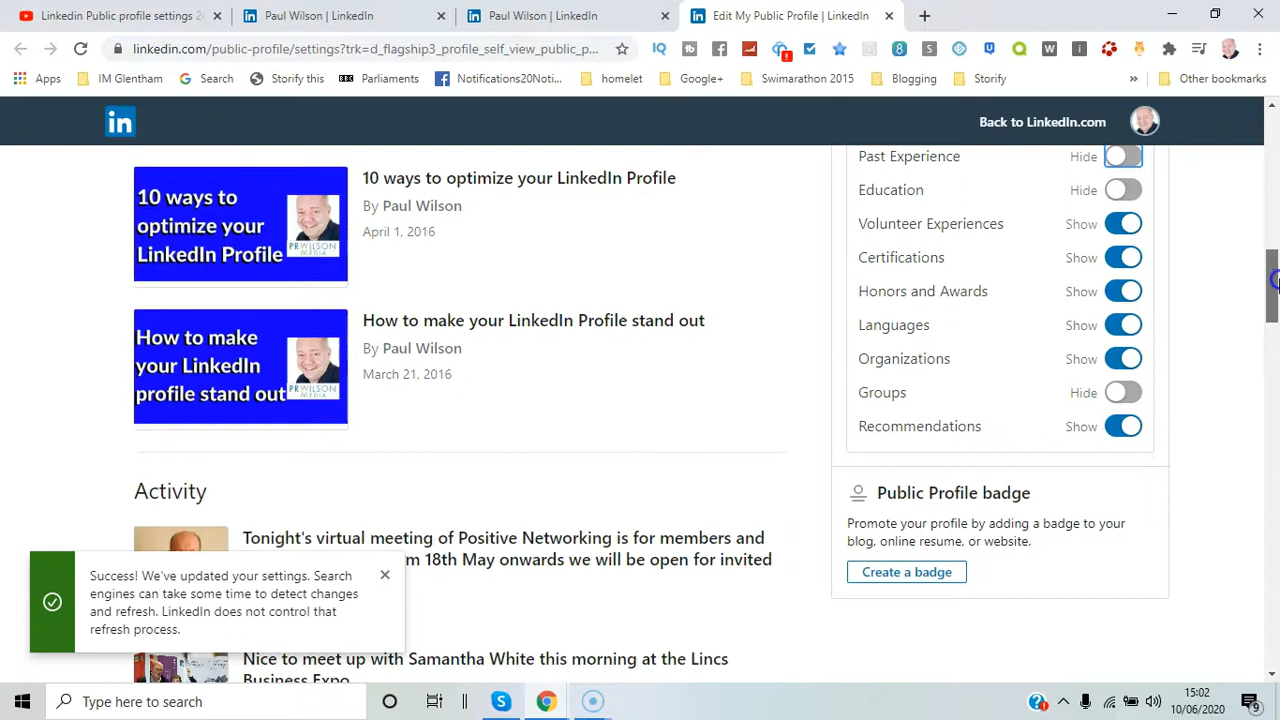 Linkedin Public profile settings 2
Paul Wilson | LinkedIn
Paul Wilson | LinkedIn
Edit My Public Profile | LinkedIn
linkedin.com/public-profile/settings?trk=d_flagship3_profile_self_view_public_p...
Apps
IM Glentham
Search
Storify this
Parliaments
Notifications20Noti...
homelet
Google+
Swimarathon 2015
Blogging
Storify
»
Other bookmarks
in
Back to LinkedIn.com
10 ways to
optimize your
LinkedIn Profile
PRWILSON
MEDIA
10 ways to optimize your LinkedIn Profile
By Paul Wilson
April 1, 2016
How to make
your LinkedIn
profile stand out
PRWILSON
MEDIA
How to make your LinkedIn Profile stand out
By Paul Wilson
March 21, 2016
Activity
Tonight's virtual meeting of Positive Networking is for members and
m 18th May onwards we will be open for invited
Nice to meet up with Samantha White this morning at the Lincs
Business Expo
Success! We've updated your settings. Search
engines can take some time to detect changes
and refresh. LinkedIn does not control that
refresh process.
Past Experience Hide
Education Hide
Volunteer Experiences Show
Certifications Show
Honors and Awards Show
Languages Show
Organizations Show
Groups Hide
Recommendations Show
Public Profile badge
Promote your profile by adding a badge to your
blog, online resume, or website.
Create a badge
Type here to search
15:02
10/06/2020